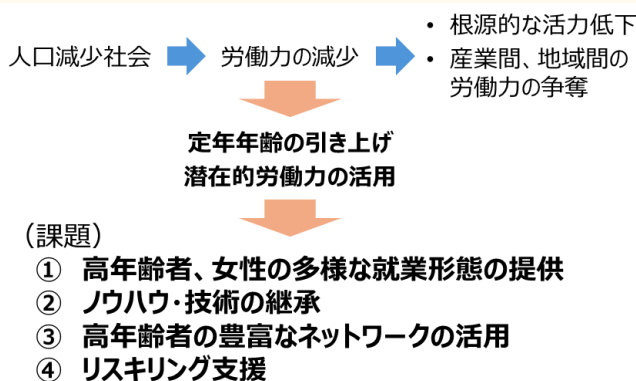 人口減少社会
労働力の減少
• 根源的な活力低下
• 産業間、地域間の
労働力の争奪
定年年齢の引き上げ
潜在的労働力の活用
（課題）
① 高年齢者、女性の多様な就業形態の提供
② ノウハウ・技術の継承
③ 高年齢者の豊富なネットワークの活用
④ リスキリング支援